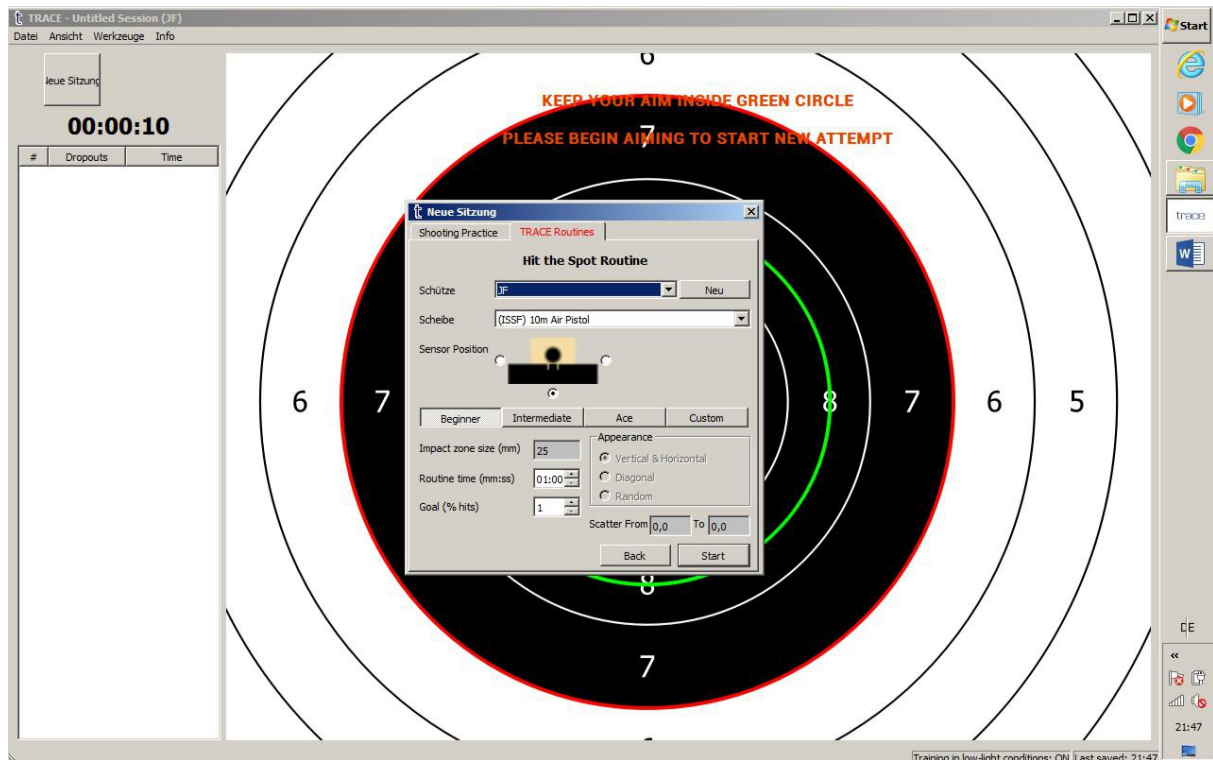 TRACE - Untitled Session (JF)
Datei Ansicht Werkzeuge Info
Neue Sitzung
00:00:10
# Dropouts Time
6
KEEP YOUR AIM INSIDE GREEN CIRCLE
7
PLEASE BEGIN AIMING TO START NEW ATTEMPT
Neue Sitzung
Shooting Practice TRACE Routines
Hit the Spot Routine
Schütze JF Neu
Scheibe (ISSF) 10m Air Pistol
Sensor Position
6 7 8 7 6 5
Beginner Intermediate Ace Custom
Appearance
Impact zone size (mm) 25
Vertical & Horizontal
Routine time (mm:ss) 01:00
Diagonal
Random
Goal (% hits) 1
Scatter From 0,0 To 0,0
Back Start
8
7
Training in low-light conditions: ON Last saved: 21:47
Start
trace
W
DE
«
21:47